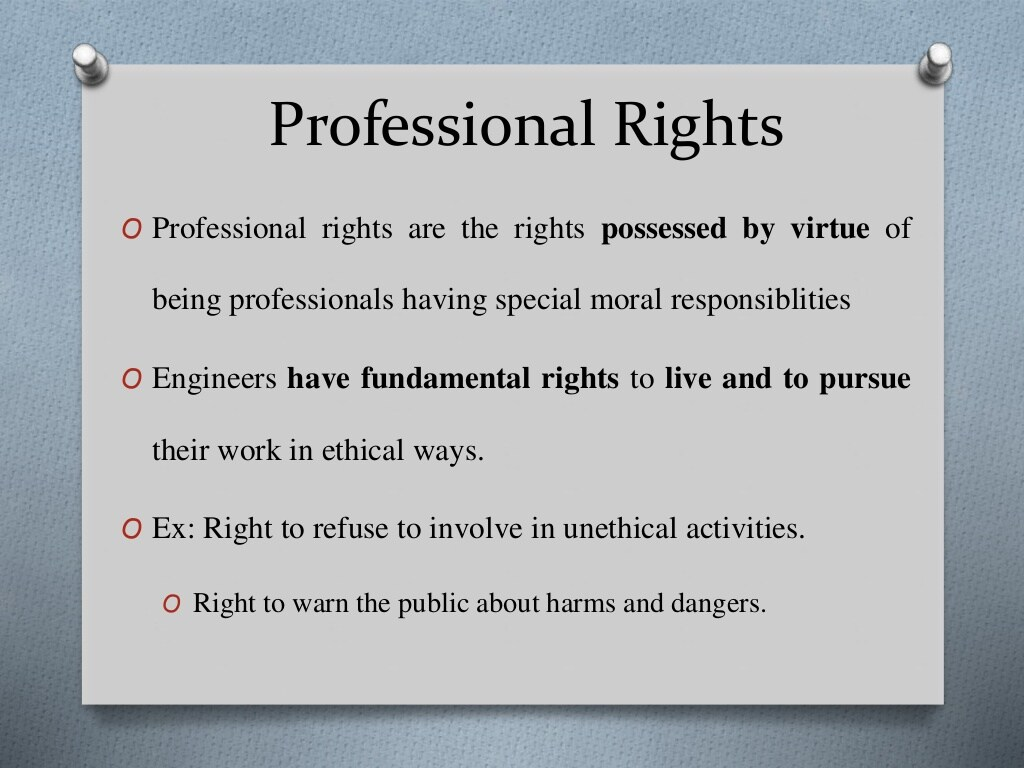 Professional Rights
Professional rights are the rights possessed by virtue of
being professionals having special moral responsiblities
Engineers have fundamental rights to live and to pursue
their work in ethical ways.
Ex: Right to refuse to involve in unethical activities.
Right to warn the public about harms and dangers.